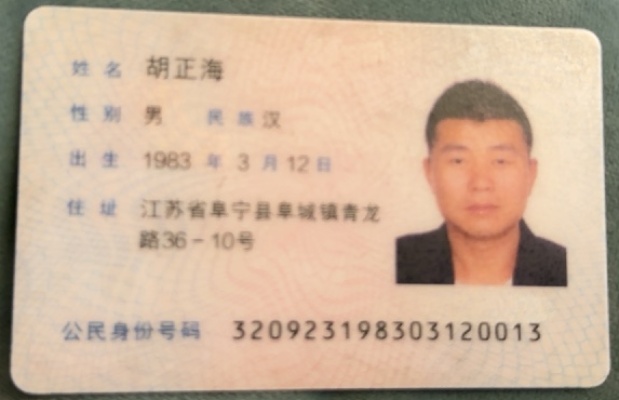 姓名 胡正海
性别 男 民族 汉
出生 1983 年 3 月 12 日
住址 江苏省阜宁县阜城镇青龙
路36－10号
公民身份号码 320923198303120013